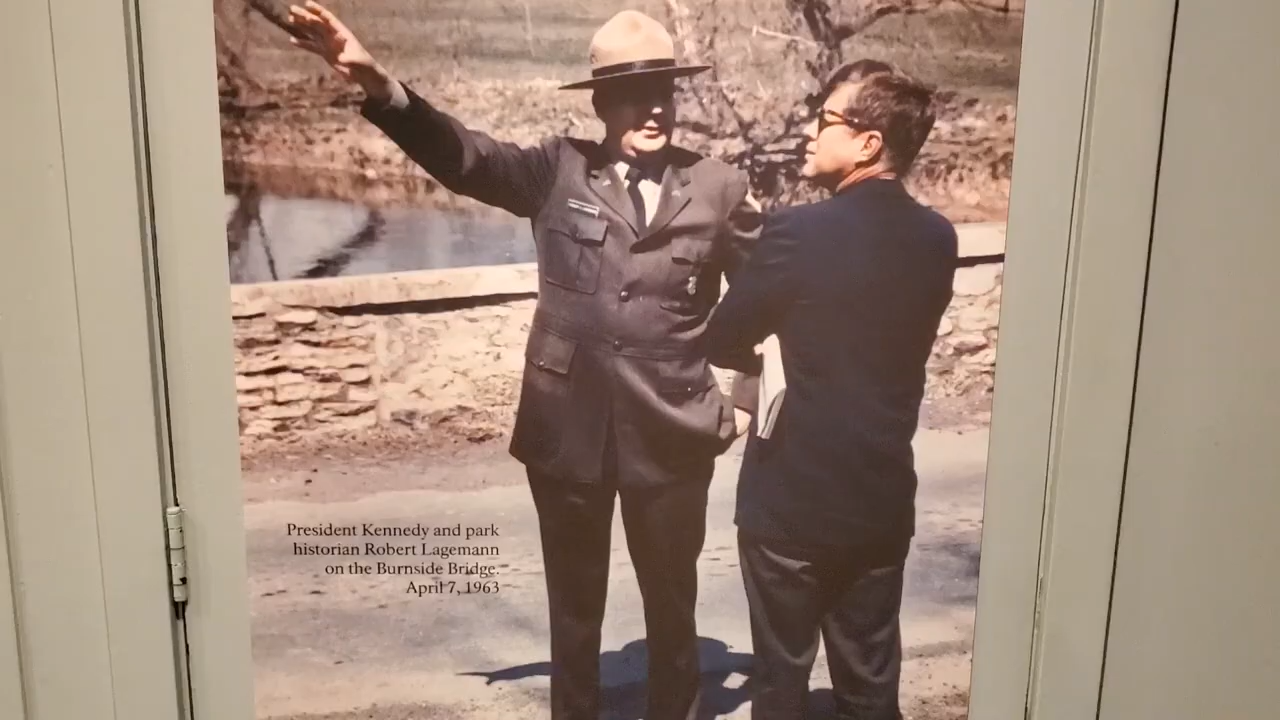 President Kennedy and park
historian Robert Lagemann
on the Burnside Bridge.
April 7, 1963